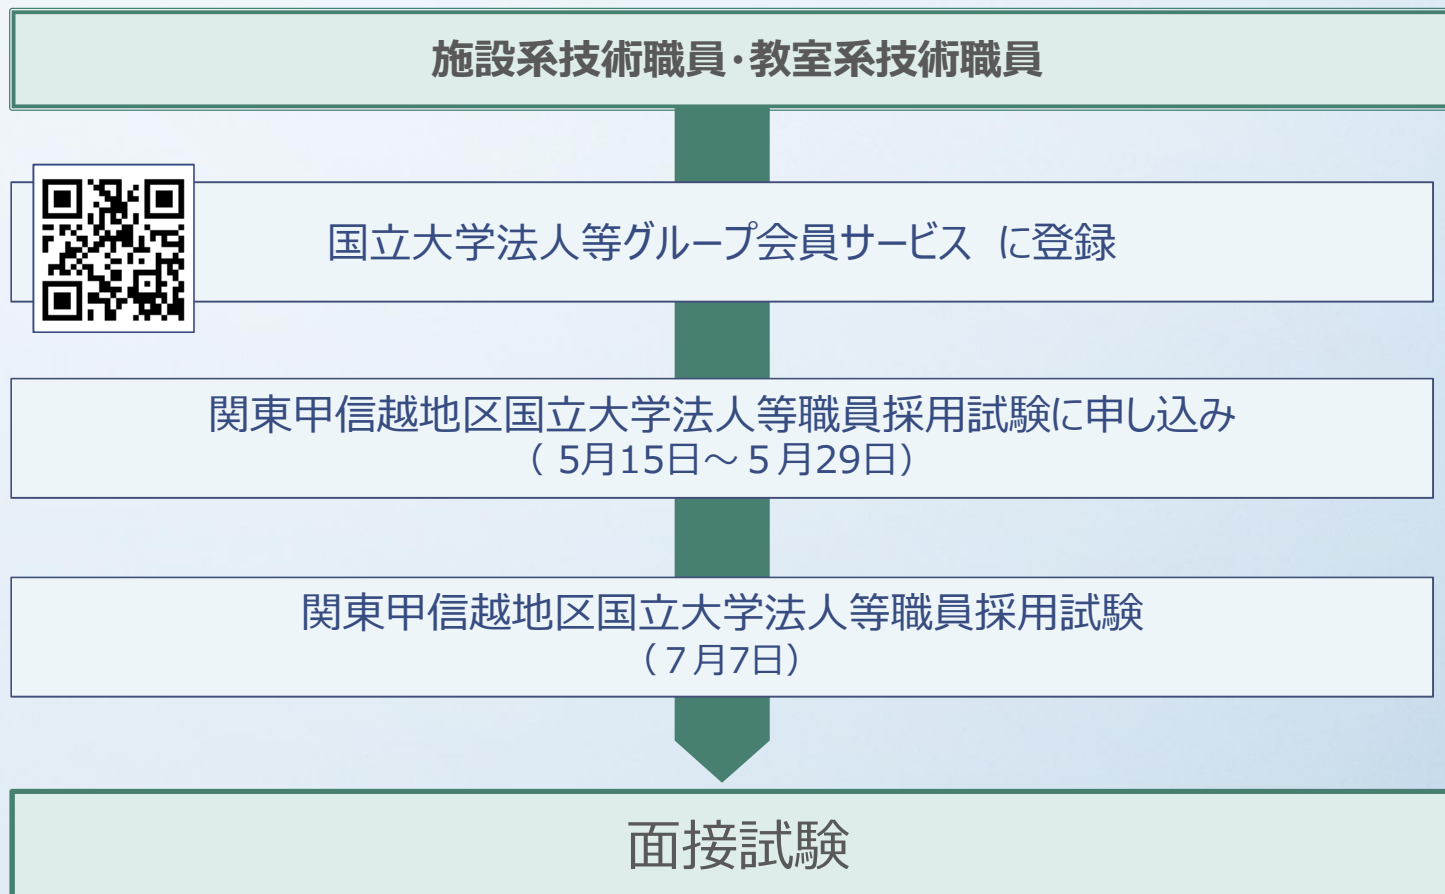 施設系技術職員･教室系技術職員
国立大学法人等グループ会員サービス に登録
関東甲信越地区国立大学法人等職員採用試験に申し込み
（ 5月15日～５月29日）
関東甲信越地区国立大学法人等職員採用試験
（７月7日）
面接試験